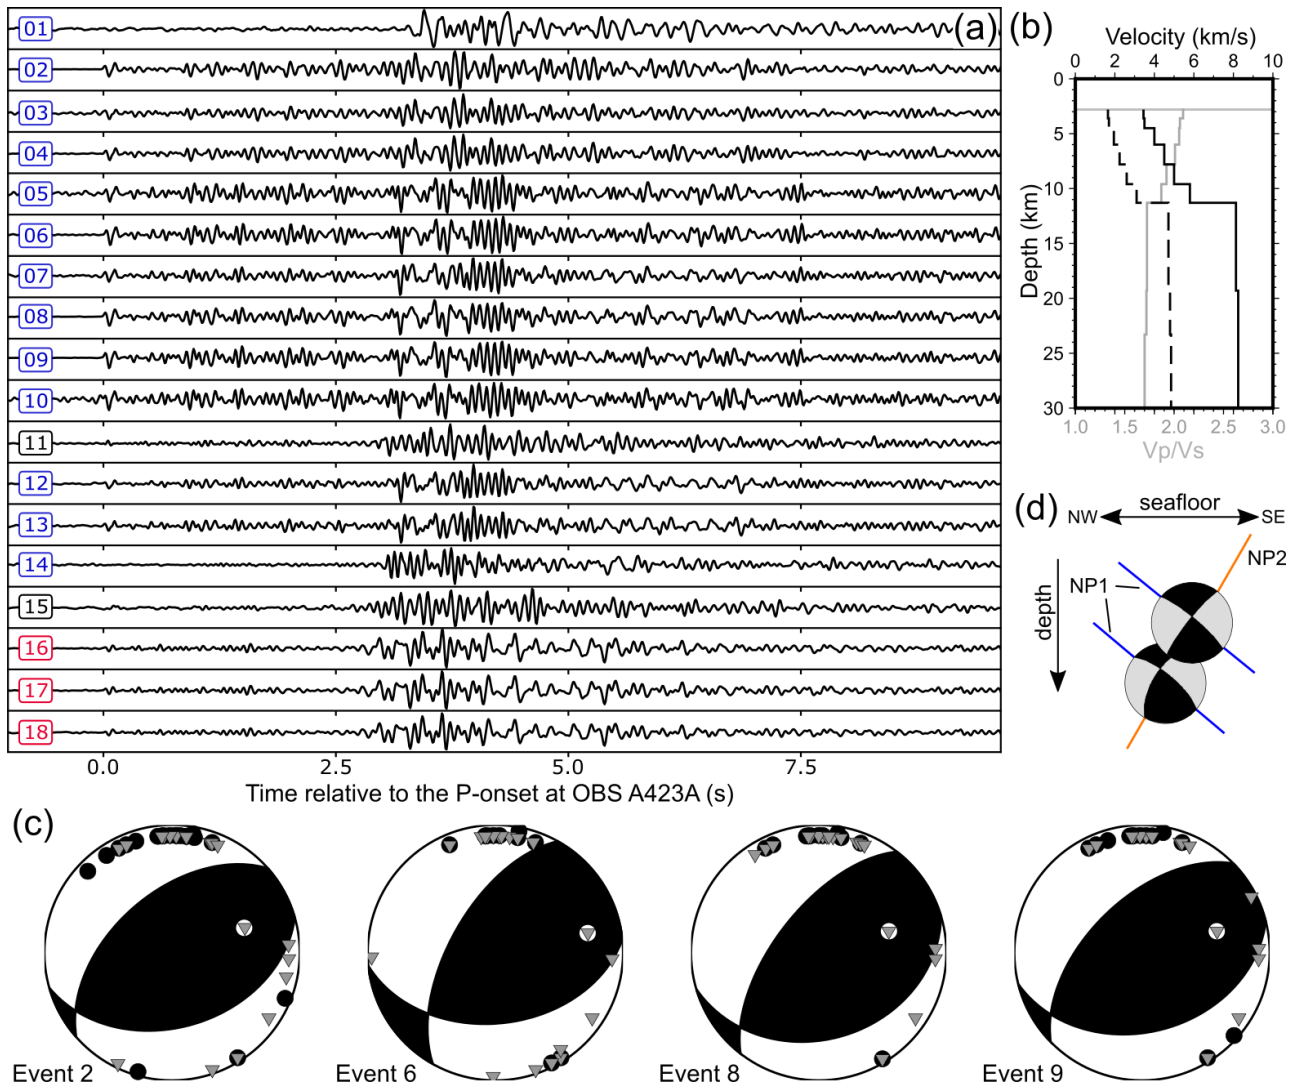 (a)
01
02
03
04
05
06
07
08
09
10
11
12
13
14
15
16
17
18
0.0 2.5 5.0 7.5
Time relative to the P-onset at OBS A423A (s)
(b)
Velocity (km/s)
0 2 4 6 8 10
0
5
10
15
20
25
30
Depth (km)
1.0 1.5 2.0 2.5 3.0
Vp/Vs
(d)
seafloor
NW SE
NP2
NP1
depth
(c)
Event 2 Event 6 Event 8 Event 9